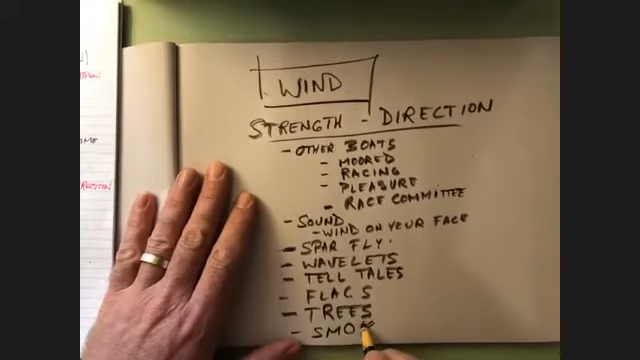 WIND
STRENGTH - DIRECTION
- OTHER BOATS
- MOORED
- RACING
- PLEASURE
- RACE COMMITTEE
- SOUND
- WIND ON YOUR FACE
- SPAR FLY.
- WAVELETS
- TELL TALES
- FLAGS
- TREES
- SMO